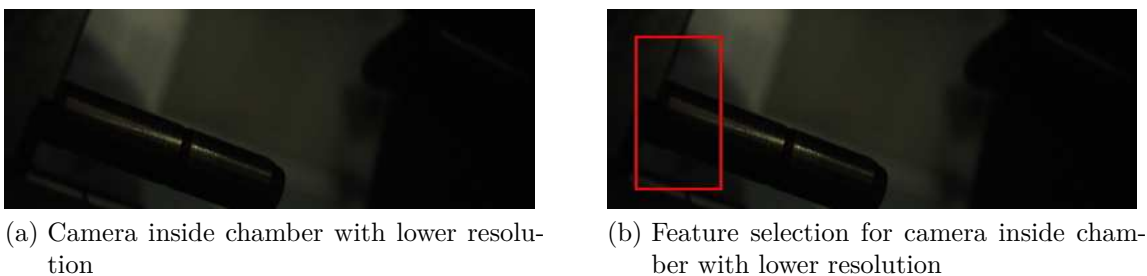 (a) Camera inside chamber with lower resolu-
tion
(b) Feature selection for camera inside cham-
ber with lower resolution